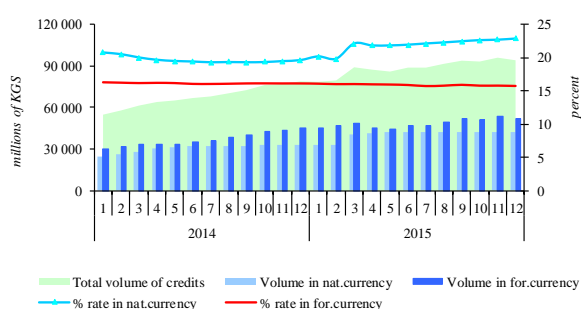 120 000 25
90 000 20
60 000 15
10
30 000 5
0 0
millions of KGS
percent
1 2 3 4 5 6 7 8 9 10 11 12 1 2 3 4 5 6 7 8 9 10 11 12
2014 2015
Total volume of credits Volume in nat.currency Volume in for.currency
% rate in nat.currency % rate in for.currency